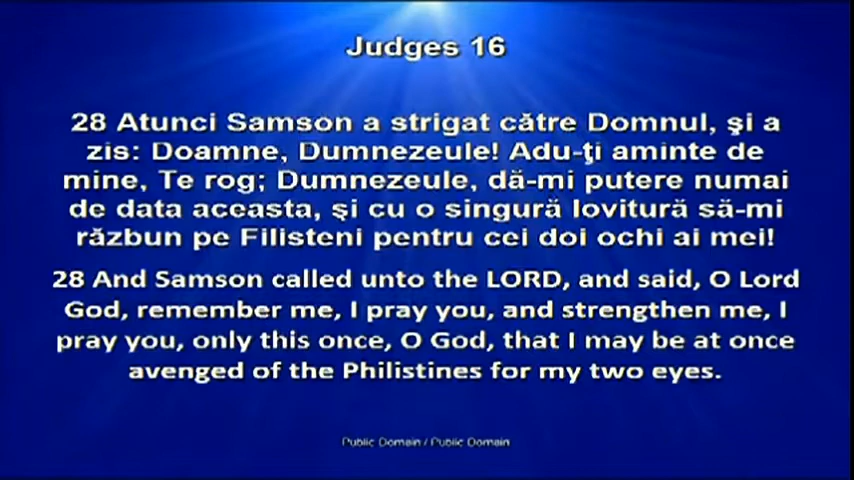 Judges 16
28 Atunci Samson a strigat către Domnul, şi a
zis: Doamne, Dumnezeule! Adu-ţi aminte de
mine, Te rog; Dumnezeule, dă-mi putere numai
de data aceasta, şi cu o singură lovitură să-mi
răzbun pe Filisteni pentru cei doi ochi ai mei!
28 And Samson called unto the LORD, and said, O Lord
God, remember me, I pray you, and strengthen me, I
pray you, only this once, O God, that I may be at once
avenged of the Philistines for my two eyes.
Public Domain / Public Domain